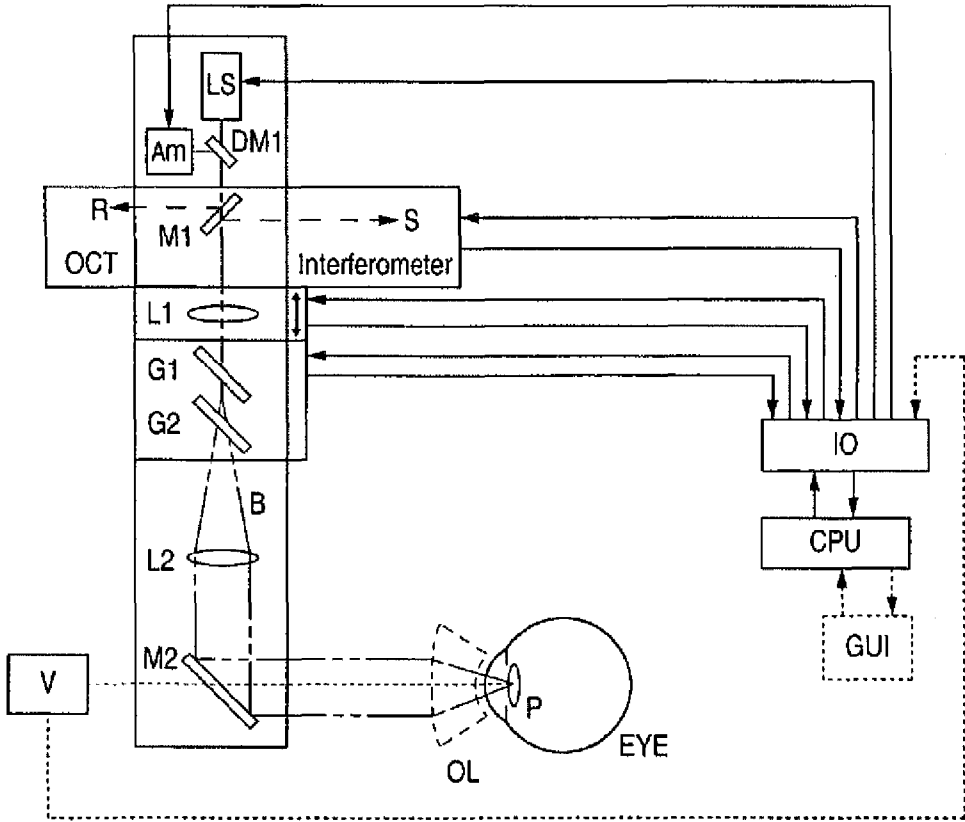 LS
Am
DM1
R
M1
S
OCT
Interferometer
L1
G1
G2
IO
B
L2
CPU
GUI
M2
V
P
EYE
OL